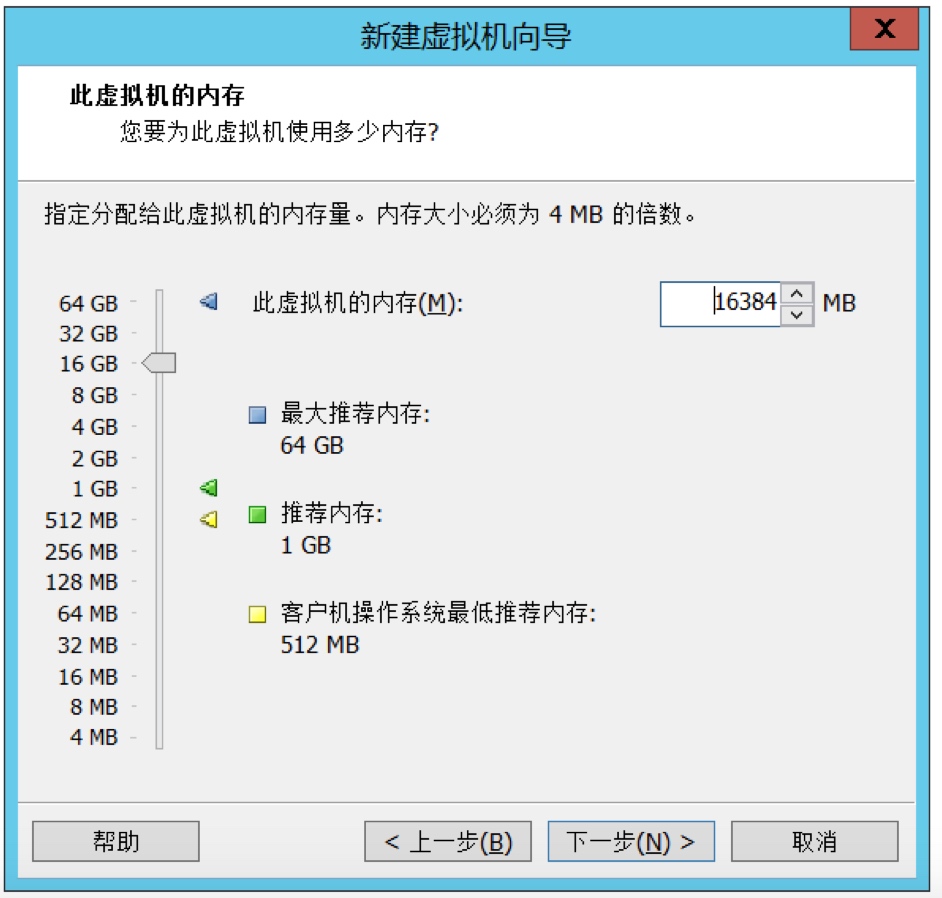 新建虚拟机向导
X
此虚拟机的内存
您要为此虚拟机使用多少内存?
指定分配给此虚拟机的内存量。内存大小必须为 4 MB 的倍数。
64 GB
32 GB
16 GB
8 GB
4 GB
2 GB
1 GB
512 MB
256 MB
128 MB
64 MB
32 MB
16 MB
8 MB
4 MB
此虚拟机的内存(M): 16384 MB
最大推荐内存:
64 GB
推荐内存:
1 GB
客户机操作系统最低推荐内存:
512 MB
帮助 < 上一步(B) 下一步(N) > 取消